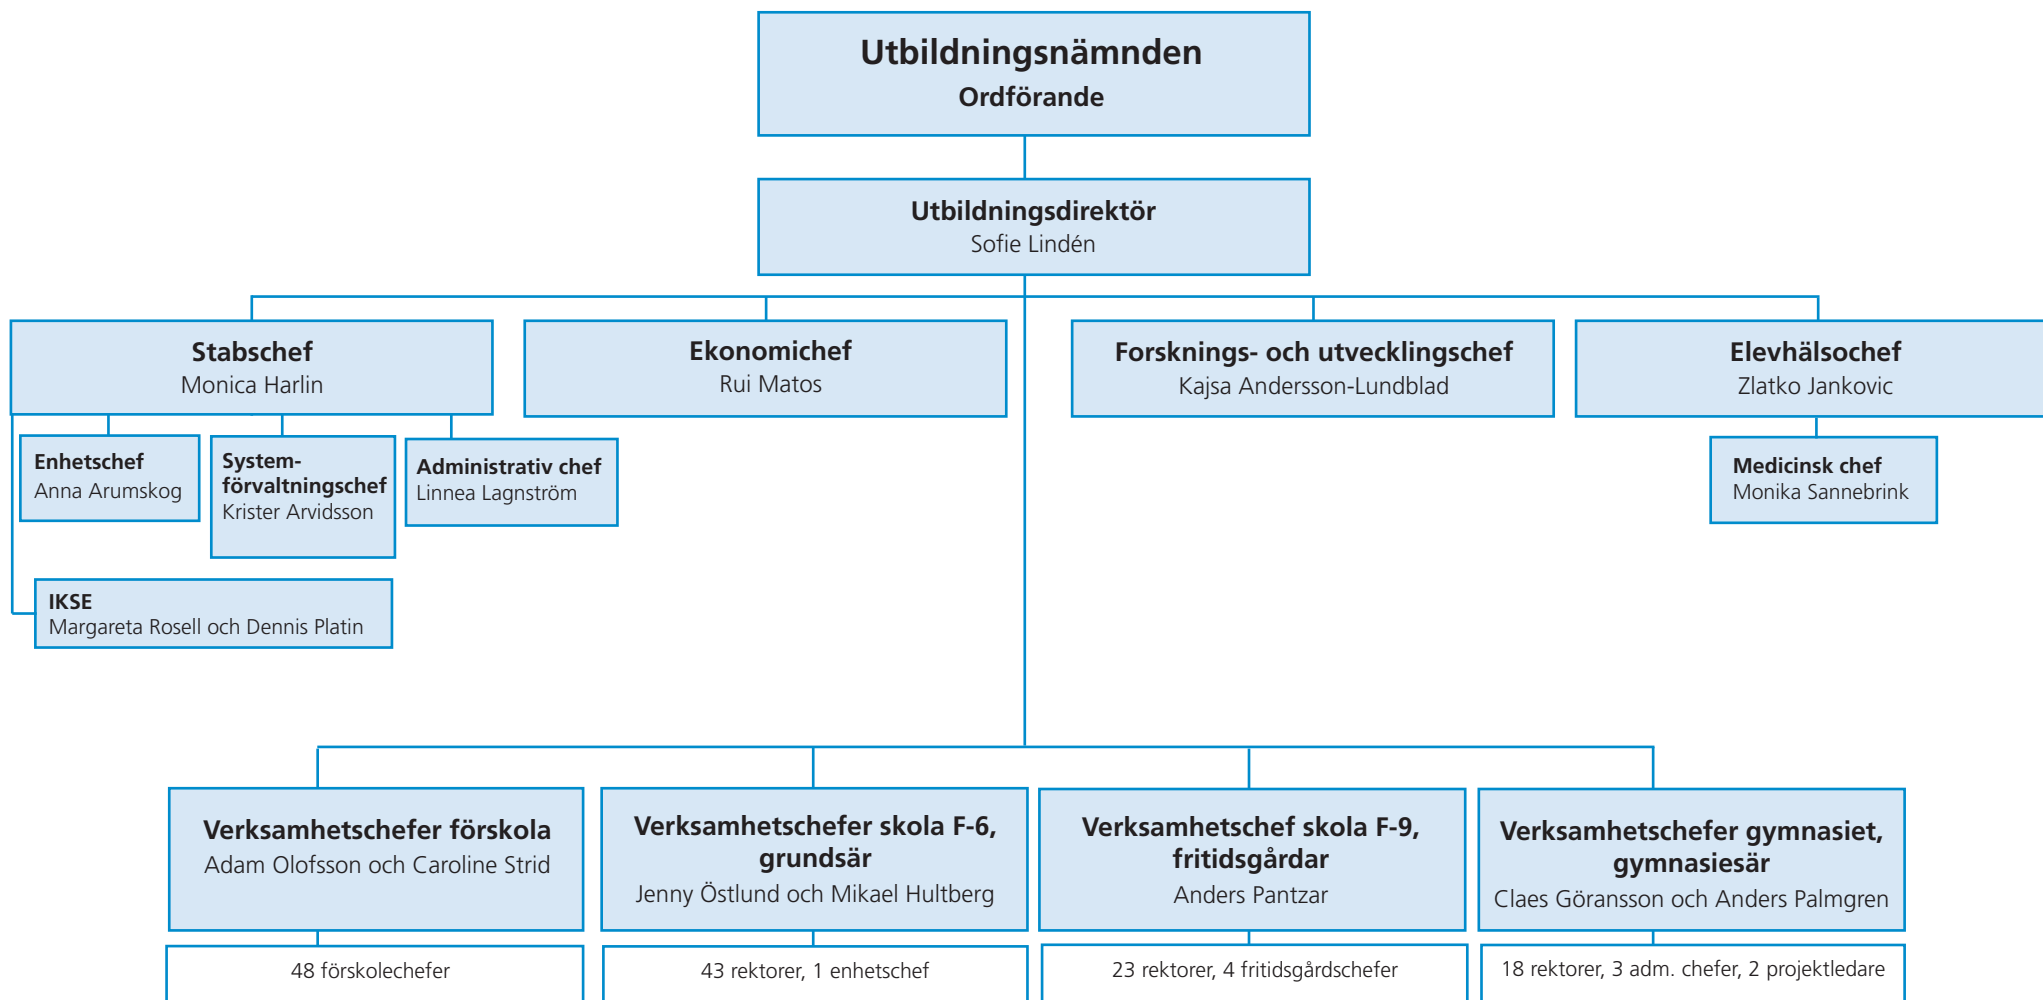 Utbildningsnämnden
Ordförande
Utbildningsdirektör
Sofie Lindén
Stabschef
Monica Harlin
Ekonomichef
Rui Matos
Forsknings- och utvecklingschef
Kajsa Andersson-Lundblad
Elevhälsochef
Zlatko Jankovic
Enhetschef
Anna Arumskog
System-
förvaltningschef
Krister Arvidsson
Administrativ chef
Linnea Lagnström
Medicinsk chef
Monika Sannebrink
IKSE
Margareta Rosell och Dennis Platin
Verksamhetschefer förskola
Adam Olofsson och Caroline Strid
Verksamhetschefer skola F-6,
grundsär
Jenny Östlund och Mikael Hultberg
Verksamhetschef skola F-9,
fritidsgårdar
Anders Pantzar
Verksamhetschefer gymnasiet,
gymnasiesär
Claes Göransson och Anders Palmgren
48 förskolechefer
43 rektorer, 1 enhetschef
23 rektorer, 4 fritidsgårdschefer
18 rektorer, 3 adm. chefer, 2 projektledare